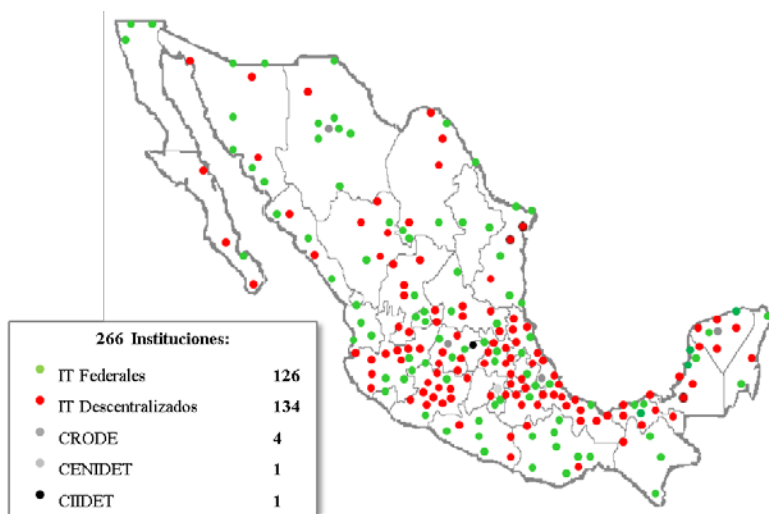 266 Instituciones:
IT Federales 126
IT Descentralizados 134
CRODE 4
CENIDET 1
CIIDET 1